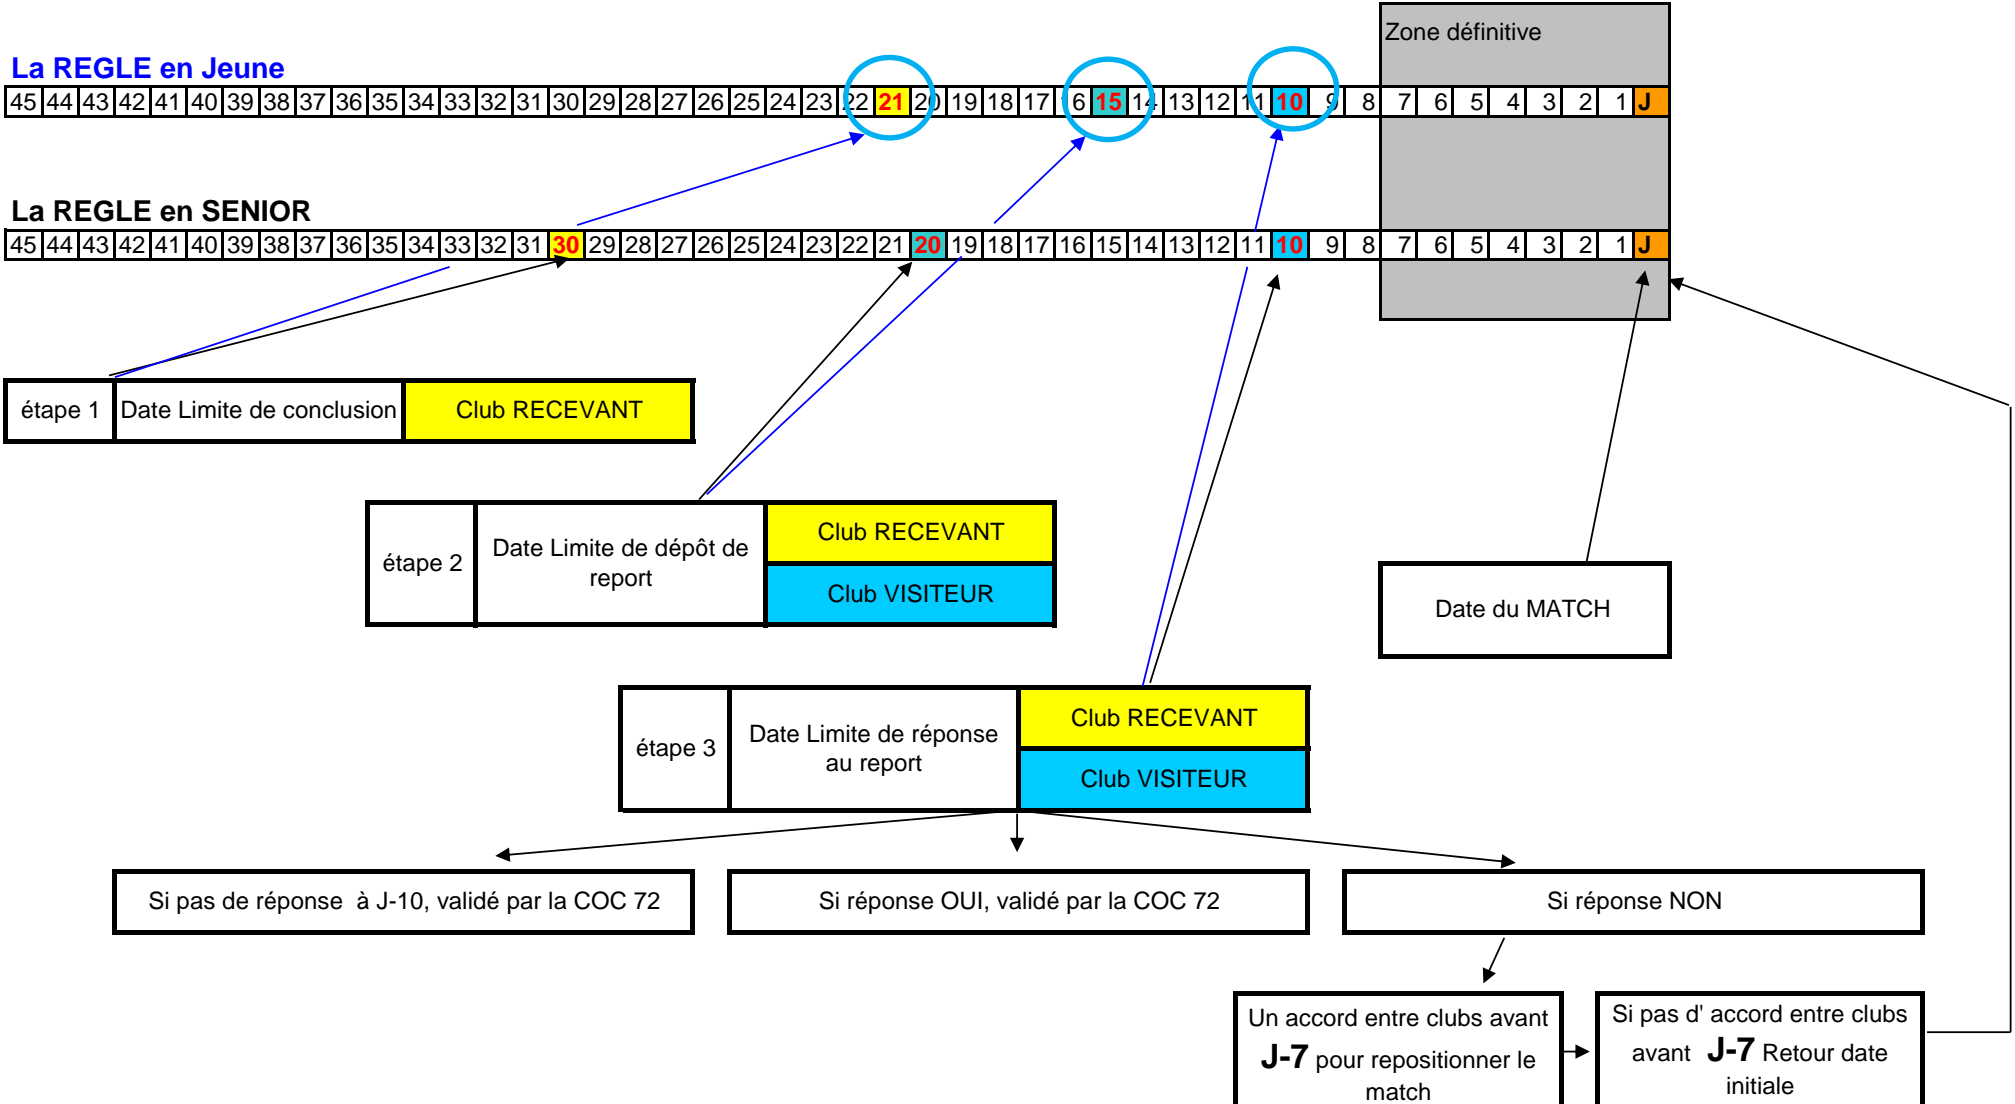 Zone définitive
La REGLE en Jeune
45 44 43 42 41 40 39 38 37 36 35 34 33 32 31 30 29 28 27 26 25 24 23 22 21 20 19 18 17 16 15 14 13 12 11 10 9 8 7 6 5 4 3 2 1 J
La REGLE en SENIOR
45 44 43 42 41 40 39 38 37 36 35 34 33 32 31 30 29 28 27 26 25 24 23 22 21 20 19 18 17 16 15 14 13 12 11 10 9 8 7 6 5 4 3 2 1 J
étape 1
Date Limite de conclusion
Club RECEVANT
étape 2
Date Limite de dépôt de
report
Club RECEVANT
Club VISITEUR
Date du MATCH
étape 3
Date Limite de réponse
au report
Club RECEVANT
Club VISITEUR
Si pas de réponse à J-10, validé par la COC 72
Si réponse OUI, validé par la COC 72
Si réponse NON
Un accord entre clubs avant
J-7 pour repositionner le
match
Si pas d' accord entre clubs
avant J-7 Retour date
initiale